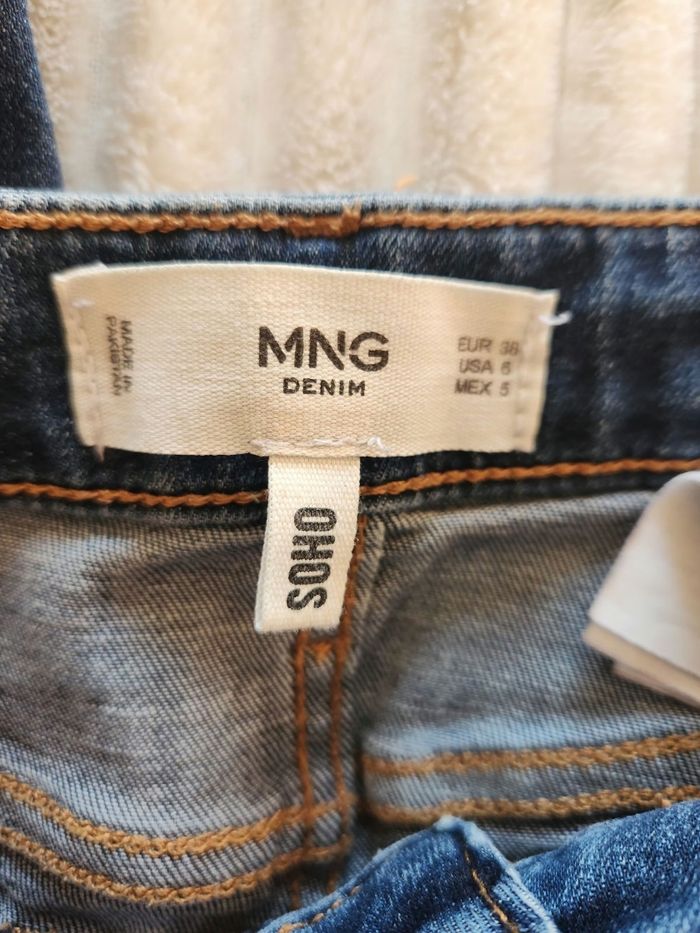 MADE IN
PAKISTAN
MNG
DENIM
EUR 38
USA 6
MEX 5
SOHO